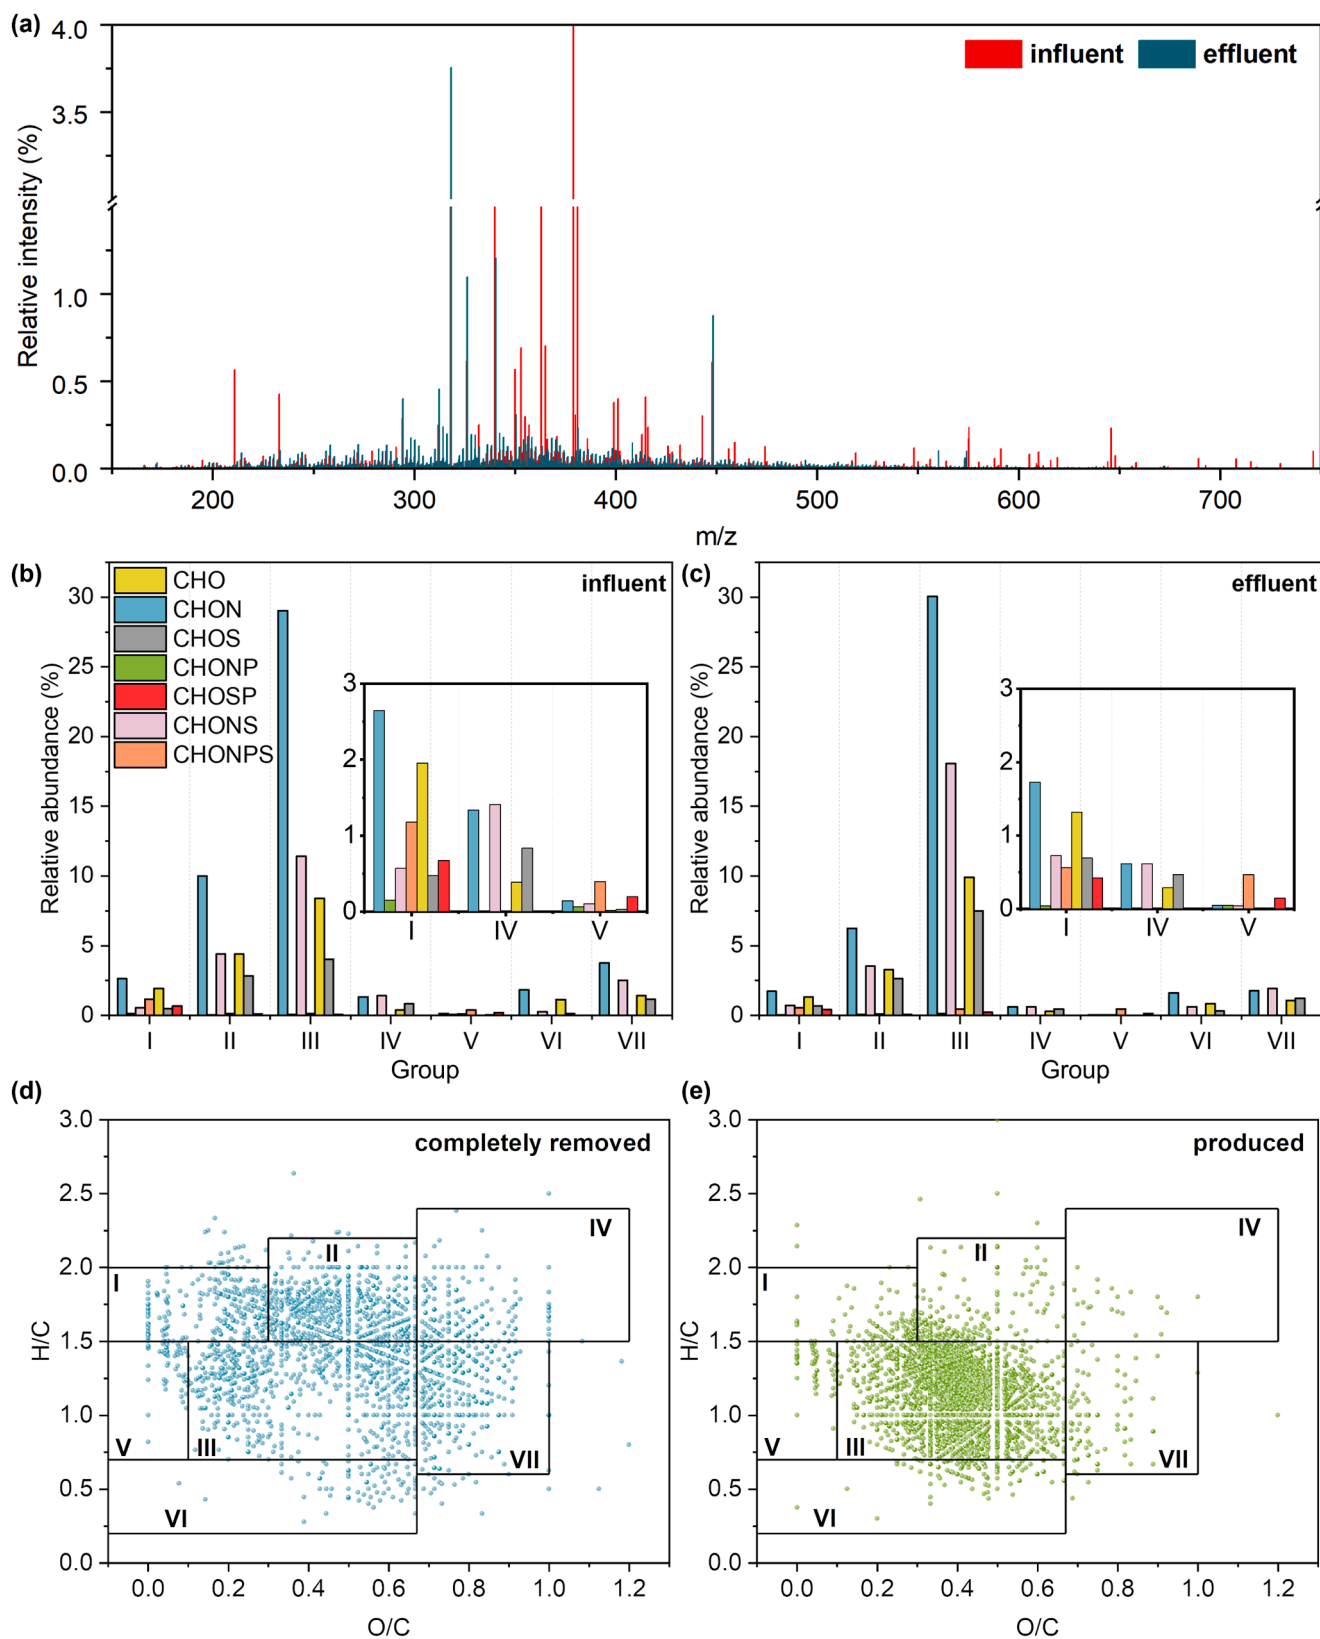 (a)
4.0
3.5
1.0
0.5
0.0
Relative intensity (%)
influent
effluent
200
300
400
500
600
700
m/z
(b)
30
25
20
15
10
5
0
Relative abundance (%)
CHO
CHON
CHOS
CHONP
CHOSP
CHONS
CHONPS
influent
3
2
1
0
I
IV
V
I
II
III
IV
V
VI
VII
Group
(c)
30
25
20
15
10
5
0
Relative abundance (%)
effluent
3
2
1
0
I
IV
V
I
II
III
IV
V
VI
VII
Group
(d)
3.0
2.5
2.0
1.5
1.0
0.5
0.0
H/C
completely removed
I
II
IV
V
III
VII
VI
0.0
0.2
0.4
0.6
0.8
1.0
1.2
O/C
(e)
3.0
2.5
2.0
1.5
1.0
0.5
0.0
H/C
produced
I
II
IV
V
III
VII
VI
0.0
0.2
0.4
0.6
0.8
1.0
1.2
O/C